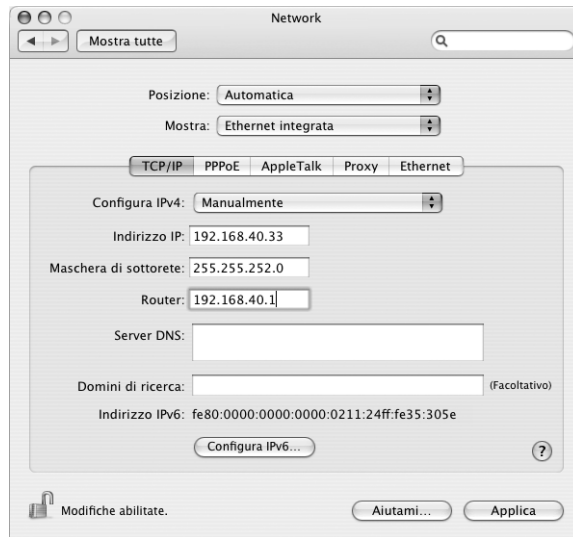 Network
Mostra tutte
Posizione: Automatica
Mostra: Ethernet integrata
TCP/IP PPPoE AppleTalk Proxy Ethernet
Configura IPv4: Manualmente
Indirizzo IP: 192.168.40.33
Maschera di sottorete: 255.255.252.0
Router: 192.168.40.1
Server DNS:
Domini di ricerca: (Facoltativo)
Indirizzo IPv6: fe80:0000:0000:0000:0211:24ff:fe35:305e
Configura IPv6... ?
Modifiche abilitate. Aiutami... Applica